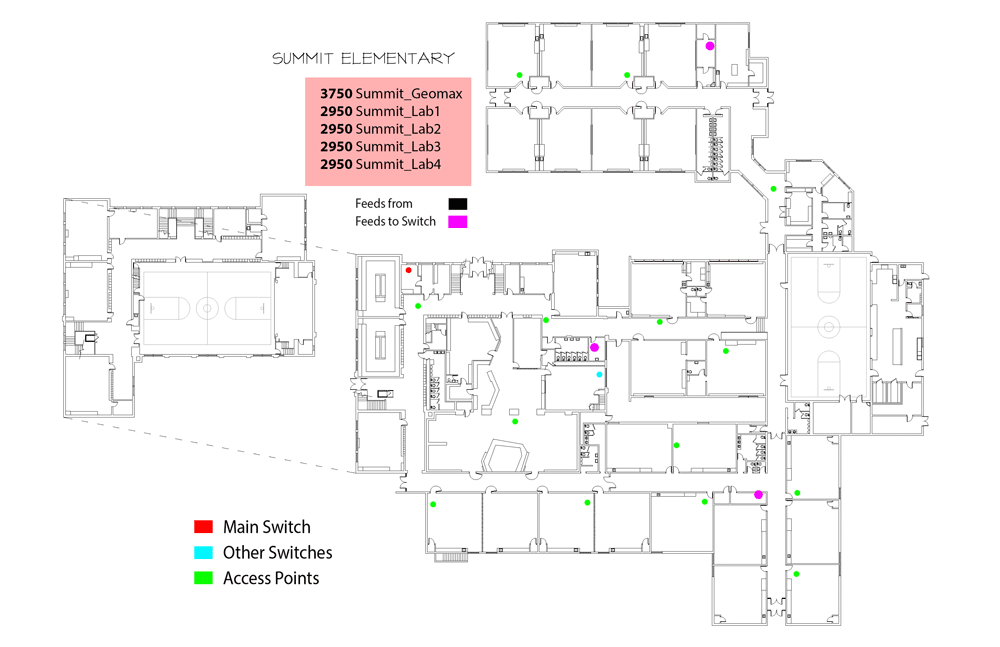 SUMMIT ELEMENTARY
3750 Summit_Geomax
2950 Summit_Lab1
2950 Summit_Lab2
2950 Summit_Lab3
2950 Summit_Lab4
Feeds from
Feeds to Switch
Main Switch
Other Switches
Access Points